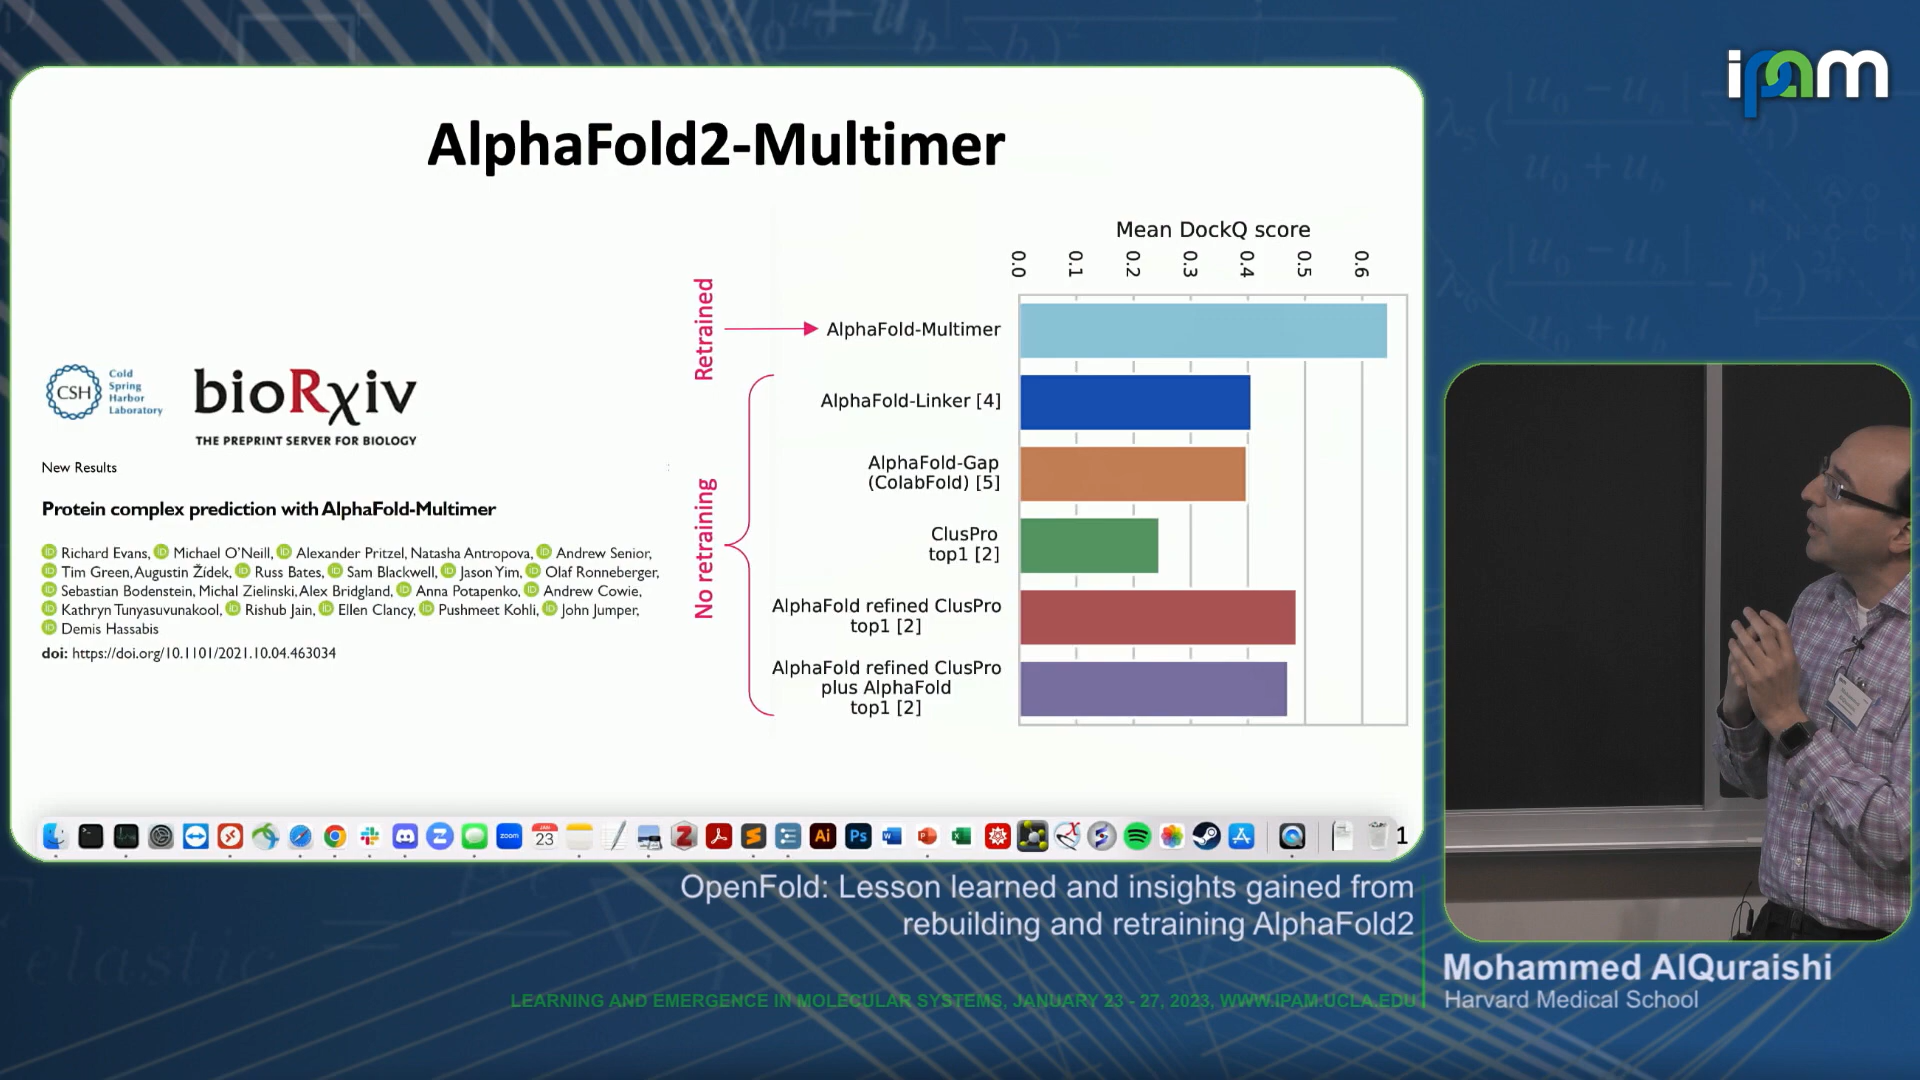 ipam
AlphaFold2-Multimer
Mean DockQ score
0.0
0.1
0.2
0.3
0.4
0.5
0.6
Retrained
AlphaFold-Multimer
No retraining
AlphaFold-Linker [4]
AlphaFold-Gap
(ColabFold) [5]
ClusPro
top1 [2]
AlphaFold refined ClusPro
top1 [2]
AlphaFold refined ClusPro
plus AlphaFold
top1 [2]
CSH
Cold
Spring
Harbor
Laboratory
bioRχiv
THE PREPRINT SERVER FOR BIOLOGY
New Results
Protein complex prediction with AlphaFold-Multimer
Richard Evans, Michael O'Neill, Alexander Pritzel, Natasha Antropova, Andrew Senior,
Tim Green, Augustin Žídek, Russ Bates, Sam Blackwell, Jason Yim, Olaf Ronneberger,
Sebastian Bodenstein, Michal Zielinski, Alex Bridgland, Anna Potapenko, Andrew Cowie,
Kathryn Tunyasuvunakool, Rishub Jain, Ellen Clancy, Pushmeet Kohli, John Jumper,
Demis Hassabis
doi: https://doi.org/10.1101/2021.10.04.463034
zoom
JAN
23
Ai
Ps
1
OpenFold: Lesson learned and insights gained from
rebuilding and retraining AlphaFold2
Mohammed AlQuraishi
Harvard Medical School
LEARNING AND EMERGENCE IN MOLECULAR SYSTEMS, JANUARY 23 - 27, 2023, WWW.IPAM.UCLA.EDU
elastic